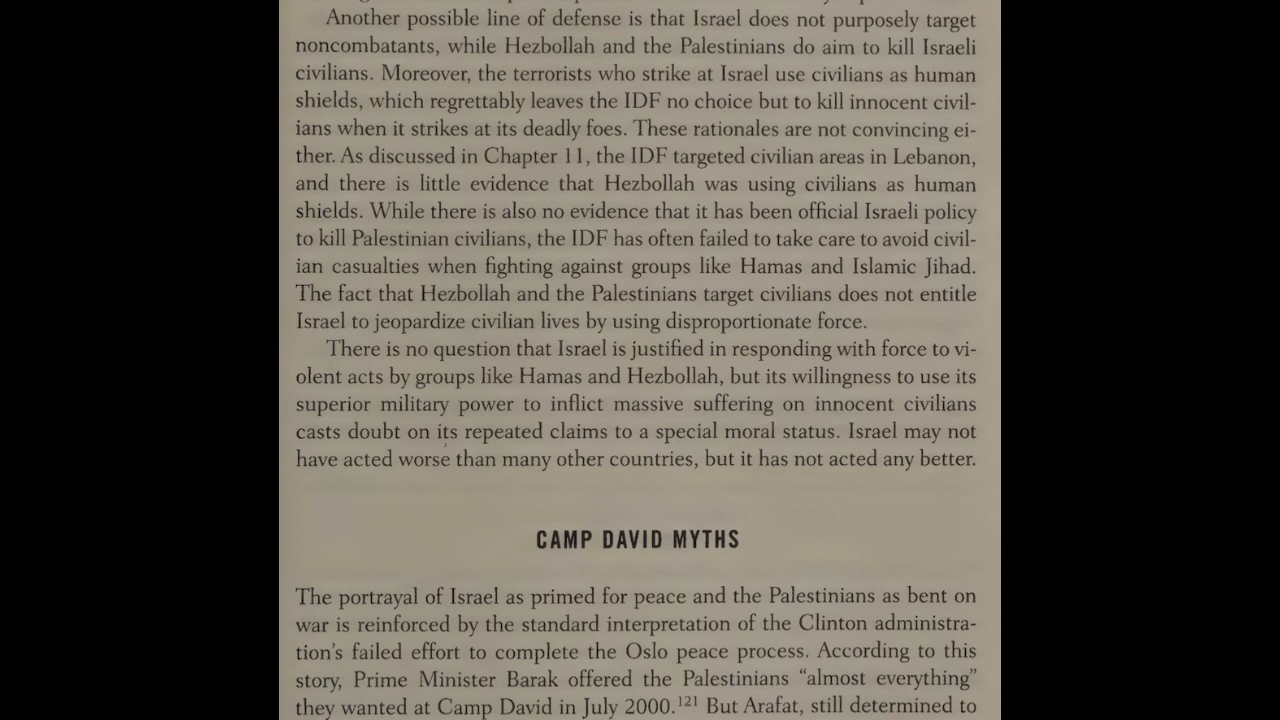 Another possible line of defense is that Israel does not purposely target
noncombatants, while Hezbollah and the Palestinians do aim to kill Israeli
civilians. Moreover, the terrorists who strike at Israel use civilians as human
shields, which regrettably leaves the IDF no choice but to kill innocent civil-
ians when it strikes at its deadly foes. These rationales are not convincing ei-
ther. As discussed in Chapter 11, the IDF targeted civilian areas in Lebanon,
and there is little evidence that Hezbollah was using civilians as human
shields. While there is also no evidence that it has been official Israeli policy
to kill Palestinian civilians, the IDF has often failed to take care to avoid civil-
ian casualties when fighting against groups like Hamas and Islamic Jihad.
The fact that Hezbollah and the Palestinians target civilians does not entitle
Israel to jeopardize civilian lives by using disproportionate force.
There is no question that Israel is justified in responding with force to vi-
olent acts by groups like Hamas and Hezbollah, but its willingness to use its
superior military power to inflict massive suffering on innocent civilians
casts doubt on its repeated claims to a special moral status. Israel may not
have acted worse than many other countries, but it has not acted any better.
CAMP DAVID MYTHS
The portrayal of Israel as primed for peace and the Palestinians as bent on
war is reinforced by the standard interpretation of the Clinton administra-
tion's failed effort to complete the Oslo peace process. According to this
story, Prime Minister Barak offered the Palestinians “almost everything”
they wanted at Camp David in July 2000.¹²¹ But Arafat, still determined to